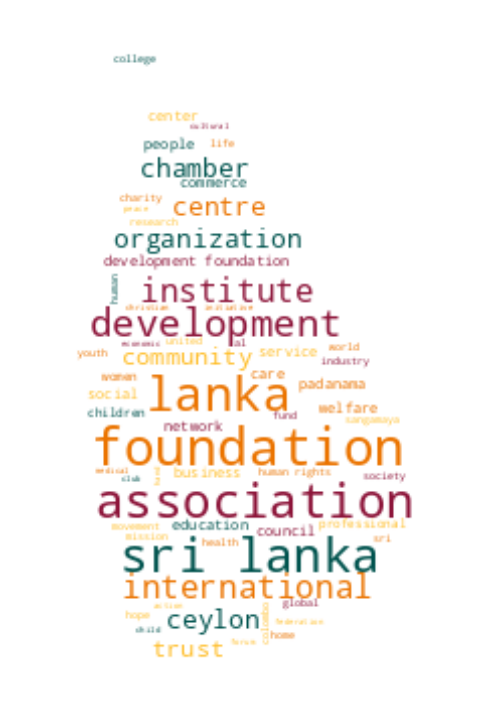 college
center
cultural
people life
chamber
commerce
charity
centre
peace
research
organization
development foundation
human
institute
christian initiative
development
economic united al
youth community service world
industry
women care
lanka padanama
social
children fund welfare
network sangamaya
foundation
medical business human rights
club society
association
movement education professional
mission council
health sri
sri lanka
international
action global
hope ceylon colombo federation
child home
trust forum